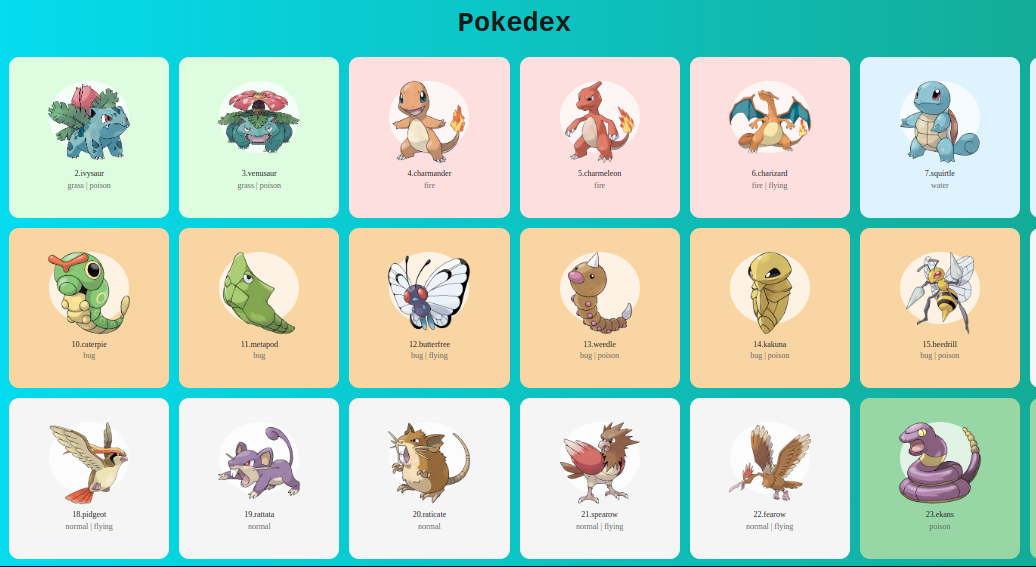 Pokedex
2.ivysaur
grass | poison
3.venusaur
grass | poison
4.charmander
fire
5.charmeleon
fire
6.charizard
fire | flying
7.squirtle
water
10.caterpie
bug
11.metapod
bug
12.butterfree
bug | flying
13.weedle
bug | poison
14.kakuna
bug | poison
15.beedrill
bug | poison
18.pidgeot
normal | flying
19.rattata
normal
20.raticate
normal
21.spearow
normal | flying
22.fearow
normal | flying
23.ekans
poison